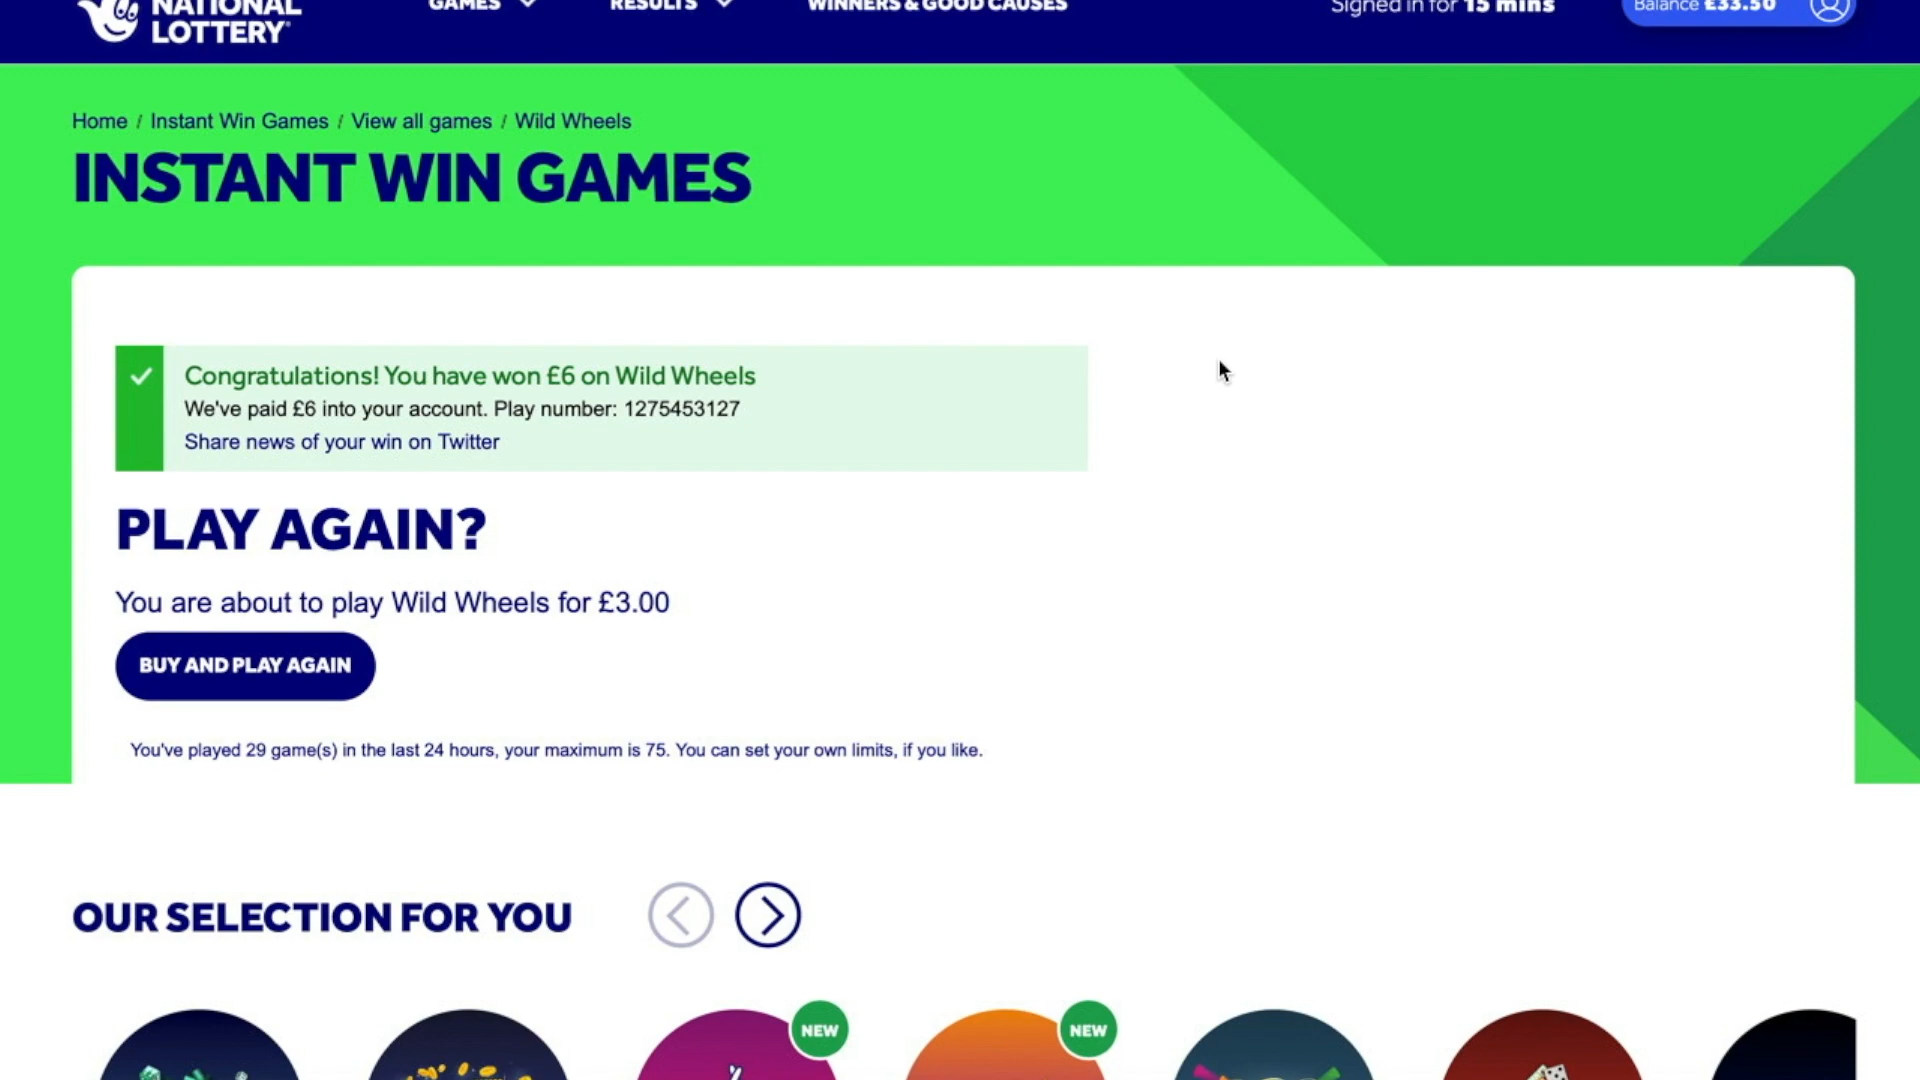 NATIONAL
LOTTERY
GAMES
RESULTS
WINNERS & GOOD CAUSES
Signed in for 15 mins
Balance £33.50
Home / Instant Win Games / View all games / Wild Wheels
INSTANT WIN GAMES
Congratulations! You have won £6 on Wild Wheels
We've paid £6 into your account. Play number: 1275453127
Share news of your win on Twitter
PLAY AGAIN?
You are about to play Wild Wheels for £3.00
BUY AND PLAY AGAIN
You've played 29 game(s) in the last 24 hours, your maximum is 75. You can set your own limits, if you like.
OUR SELECTION FOR YOU
NEW
NEW